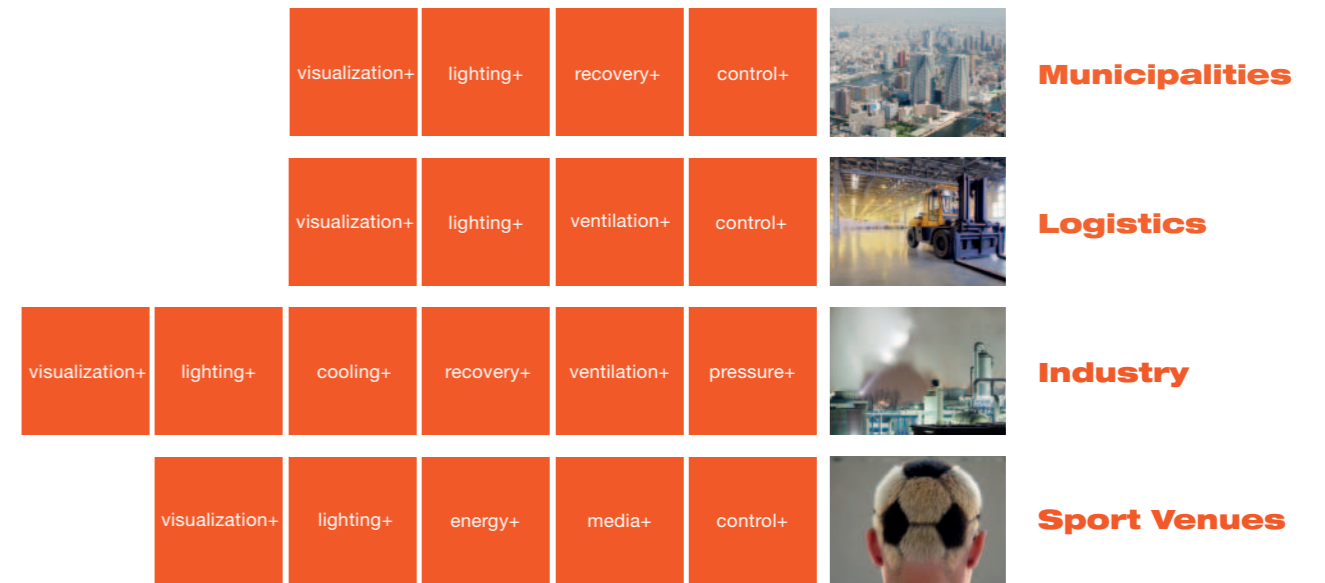 visualization+ lighting+ recovery+ control+ Municipalities
visualization+ lighting+ ventilation+ control+ Logistics
visualization+ lighting+ cooling+ recovery+ ventilation+ pressure+ Industry
visualization+ lighting+ energy+ media+ control+ Sport Venues